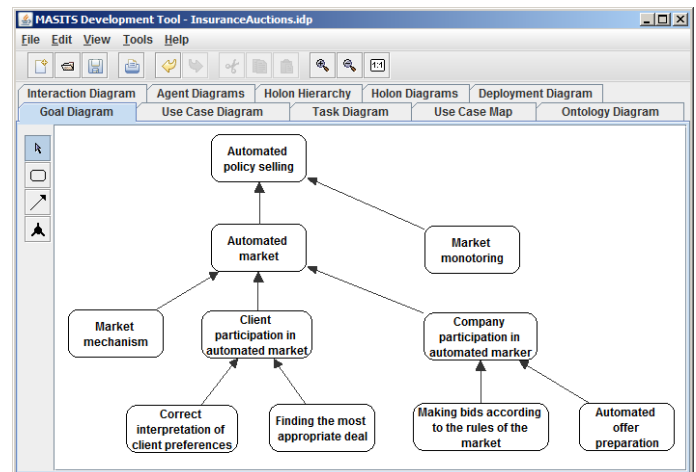 MASITS Development Tool - InsuranceAuctions.idp
File Edit View Tools Help
1:1
Interaction Diagram Agent Diagrams Holon Hierarchy Holon Diagrams Deployment Diagram
Goal Diagram Use Case Diagram Task Diagram Use Case Map Ontology Diagram
Automated
policy selling
Automated
market
Market
monotoring
Market
mechanism
Client
participation in
automated market
Company
participation in
automated marker
Correct
interpretation of
client preferences
Finding the most
appropriate deal
Making bids according
to the rules of the
market
Automated
offer
preparation